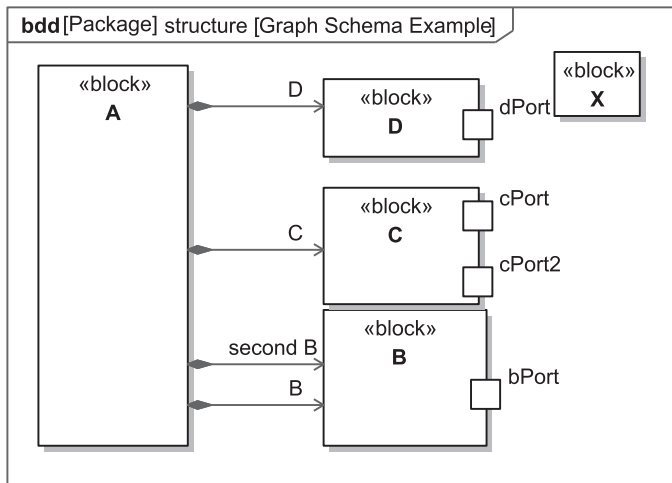 bdd [Package] structure [Graph Schema Example]
«block»
A
D
«block»
D
dPort
«block»
X
C
«block»
C
cPort
cPort2
second B
B
«block»
B
bPort